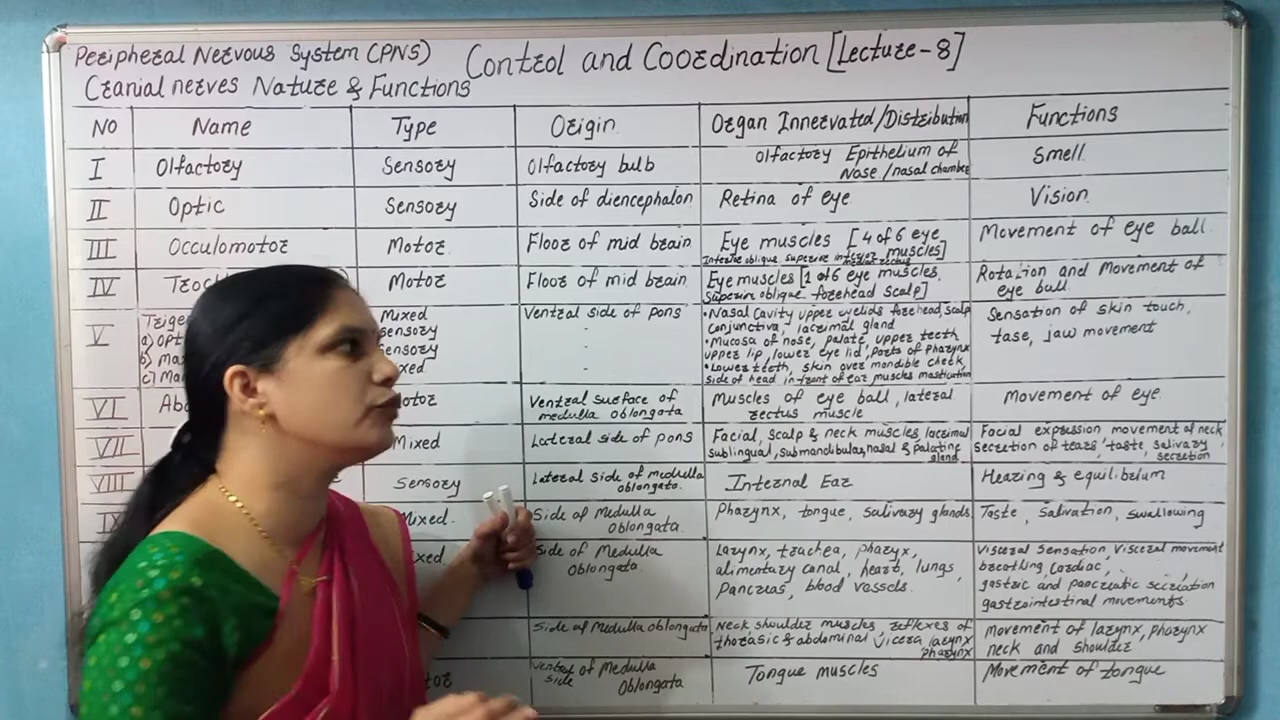 Peripheral Nervous System (PNS) Control and Coordination [Lecture-8]
Cranial nerves Nature & Functions
NO Name Type Origin Organ Innervated/Distribution Functions
I Olfactory Sensory Olfactory bulb Olfactory Epithelium of Smell
Nose/nasal chamber
II Optic Sensory Side of diencephalon Retina of eye Vision
III Occulomotor Motor Floor of mid brain Eye muscles [4 of 6 eye Movement of eye ball
muscles]
IV Motor Floor of mid brain Eye muscles [1 of 6 eye muscles Rotation and Movement of
Superior oblique forehead scalp] eye ball
V Mixed Ventral side of pons • Nasal Cavity upper eyelids forehead, scalp Sensation of skin touch,
a) sensory conjunctiva, lacrimal gland tase, jaw movement
• Mucosa of nose, palate, upper teeth
b) sensory upper lip, lower eye lid, parts of Pharynx
c) • Lower teeth, skin over mandible cheek
side of head in front of ear muscles mastication
VI Ventral surface of Muscles of eye ball, lateral Movement of eye
medulla oblongata rectus muscle
VII Mixed Lateral side of pons Facial, scalp & neck muscles lacrimal Facial expression movement of neck
sublingual, submandibular, nasal & palatine secretion of tears, taste, salivary
gland secretion
VIII Sensory Lateral side of medulla Internal Ear Hearing & equilibrium
oblongata.
IX Mixed. Side of Medulla Pharynx, tongue, salivary glands Taste, Salivation, swallowing
Oblongata.
Side of Medulla Larynx, trachea, pharyx, Visceral Sensation, Visceral movement
Oblongata. alimentary canal, heart, lungs, breathing, Cardiac,
Pancreas, blood vessels. gastric and pancreatic secreation
gastrointestinal movements.
side of Medulla oblongata Neck shoulder muscles reflexes of Movement of larynx, pharynx
thorasic & abdominal larynx neck and shoulder
pharynx
ventral of Medulla Tongue muscles Movement of tongue
side Oblongata